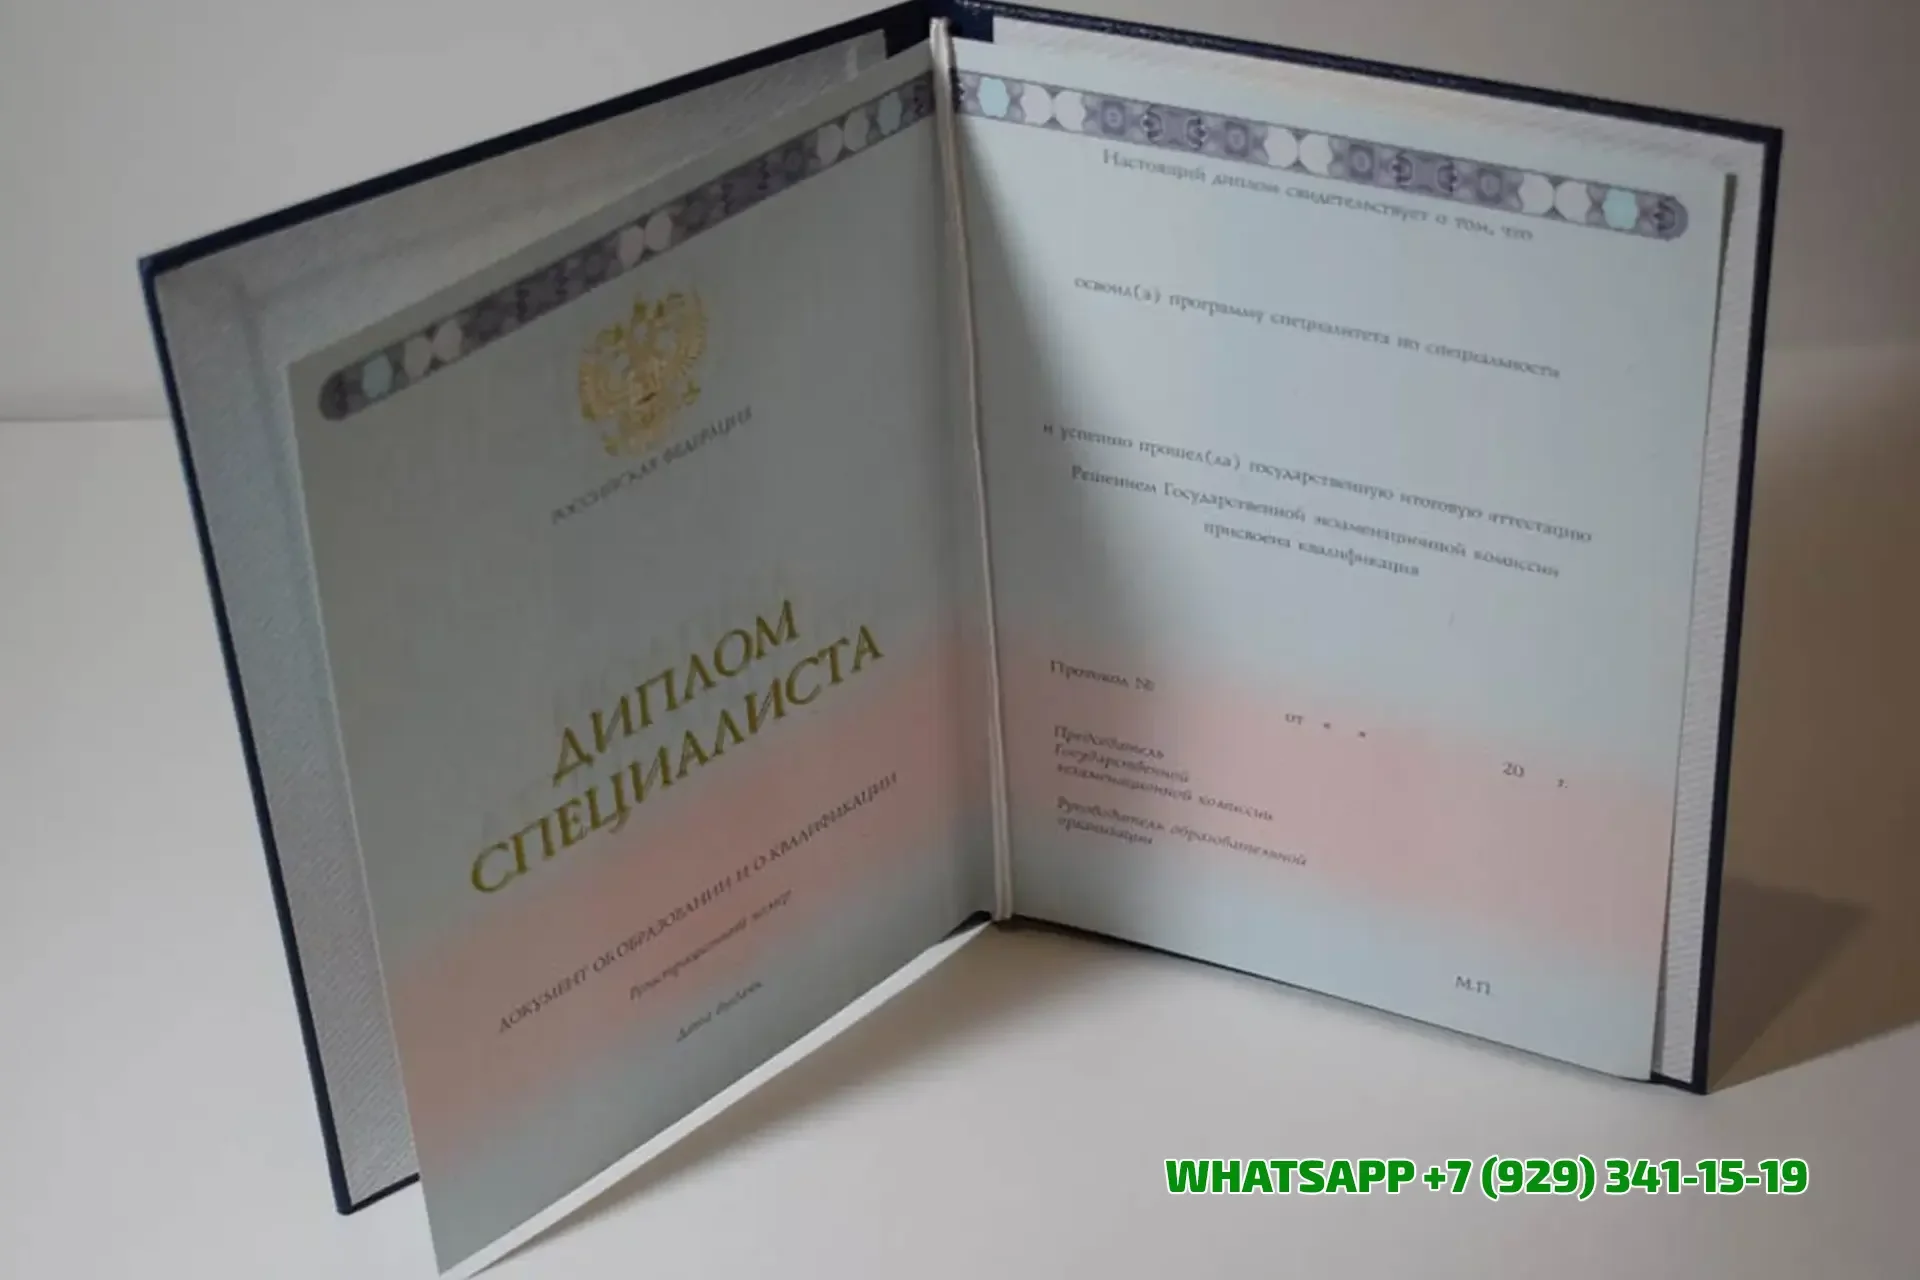 РОССИЙСКАЯ ФЕДЕРАЦИЯ
ДИПЛОМ
СПЕЦИАЛИСТА
ДОКУМЕНТ ОБ ОБРАЗОВАНИИ И О КВАЛИФИКАЦИИ
Регистрационный номер
Дата выдачи
Настоящий диплом свидетельствует о том, что
освоил(а) программу специалитета по специальности
и успешно прошел(ла) государственную итоговую аттестацию
Решением Государственной экзаменационной комиссии
присвоена квалификация
Протокол №
от « »
20 г.
Председатель
Государственной
экзаменационной комиссии
Руководитель образовательной
организации
М.П.
WHATSAPP +7 (929) 341-15-19